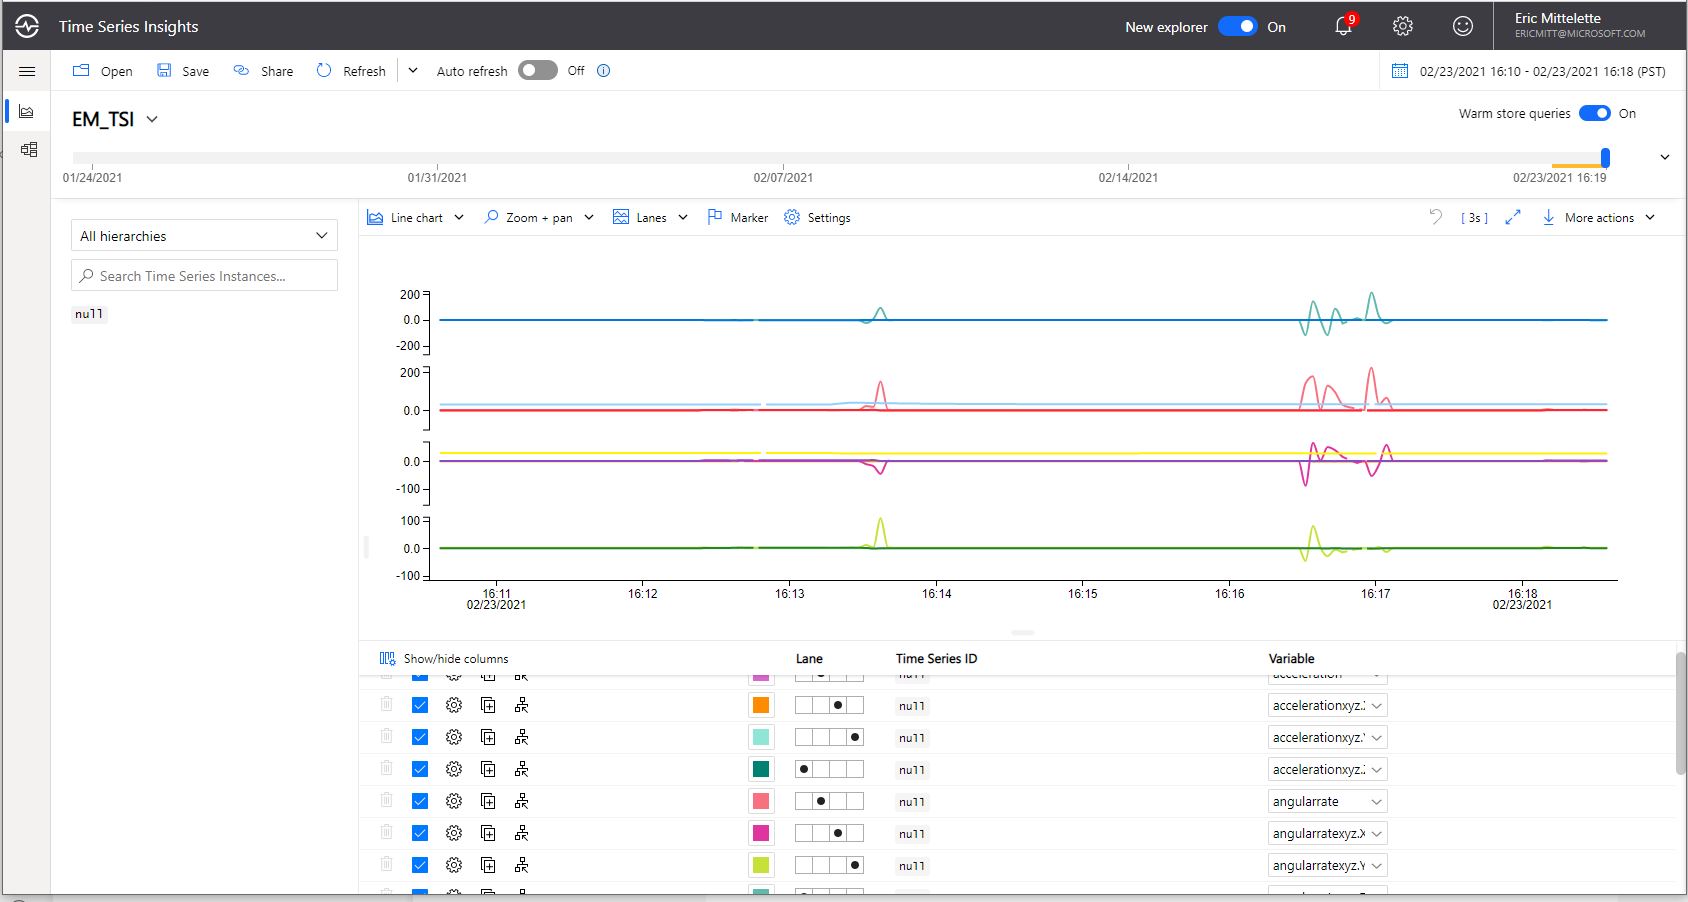 Time Series Insights
New explorer On
9
Eric Mittelette
ERICMITT@MICROSOFT.COM
Open Save Share Refresh Auto refresh Off
02/23/2021 16:10 - 02/23/2021 16:18 (PST)
EM_TSI
Warm store queries On
01/24/2021 01/31/2021 02/07/2021 02/14/2021 02/23/2021 16:19
All hierarchies
Search Time Series Instances...
null
Line chart Zoom + pan Lanes Marker Settings
[ 3s ] More actions
200
0.0
-200
200
0.0
0.0
-100
100
0.0
-100
16:11 16:12 16:13 16:14 16:15 16:16 16:17 16:18
02/23/2021 02/23/2021
Show/hide columns Lane Time Series ID Variable
null acceleration
null accelerationxyz.
null accelerationxyz.
null accelerationxyz.
null angularrate
null angularratexyz.X
null angularratexyz.Y